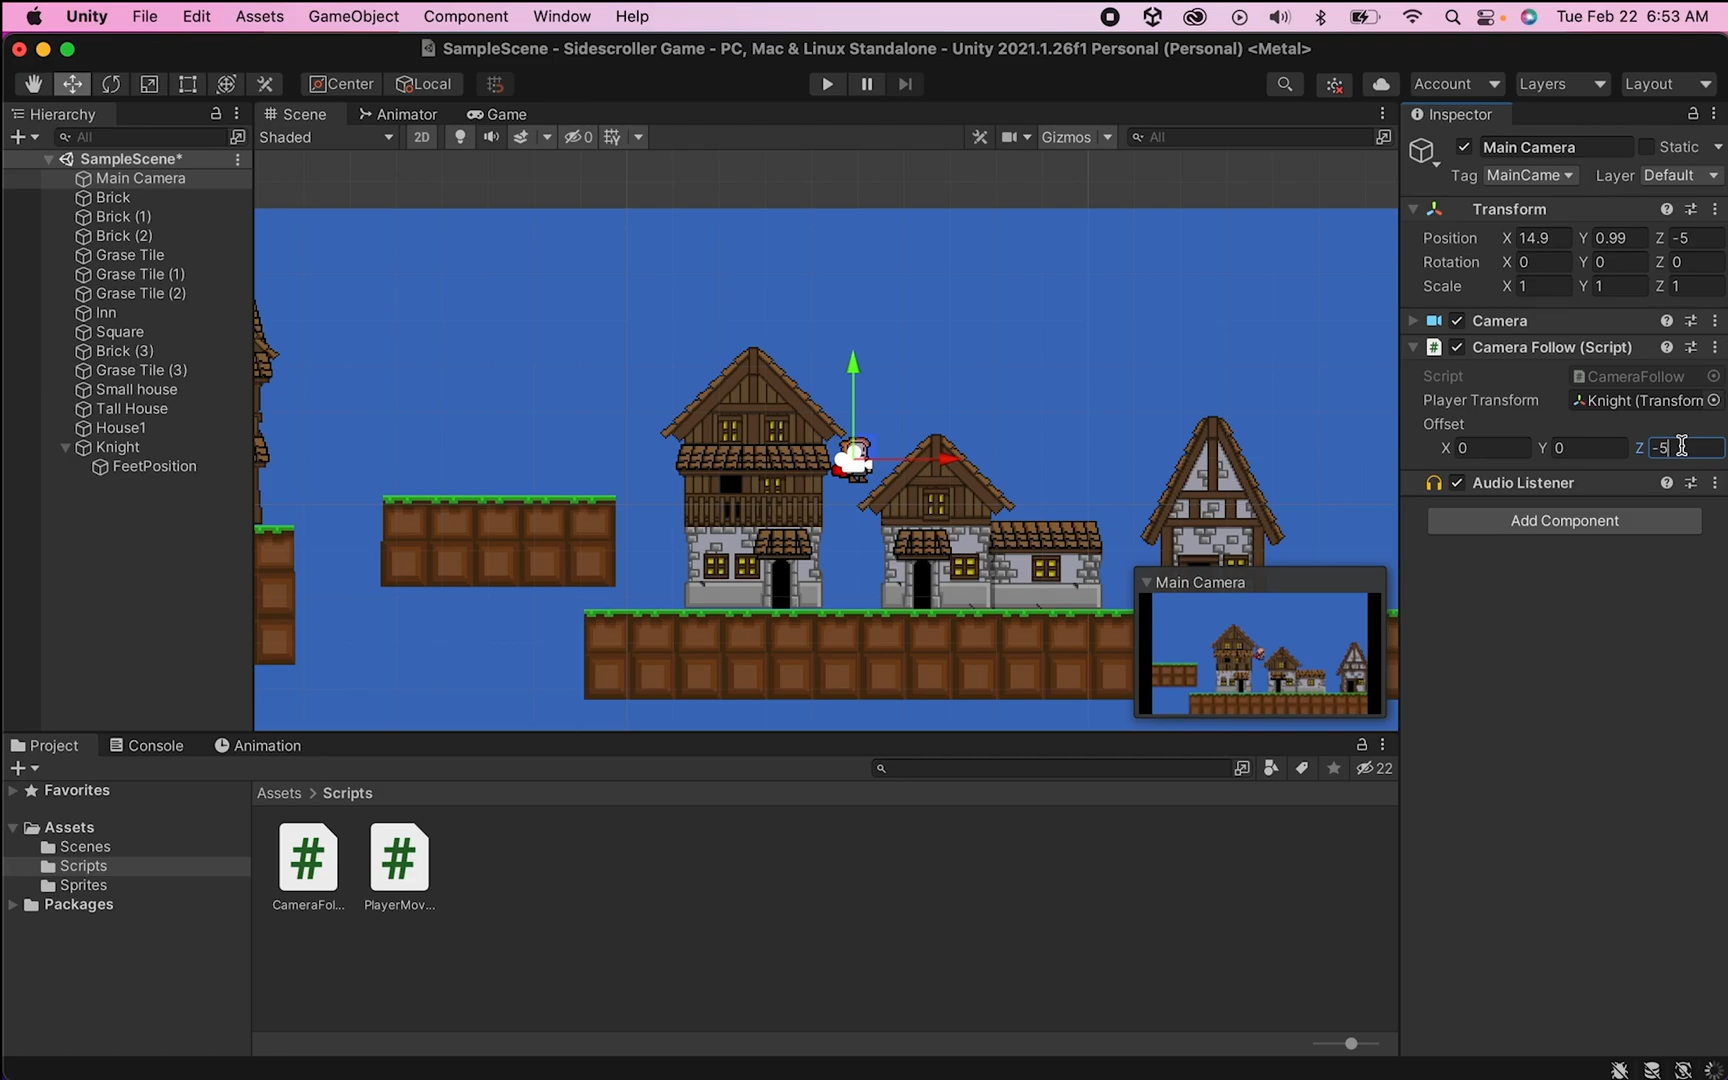 Unity File Edit Assets GameObject Component Window Help Tue Feb 22 6:53 AM
SampleScene - Sidescroller Game - PC, Mac & Linux Standalone - Unity 2021.1.26f1 Personal (Personal) <Metal>
Center Local Account Layers Layout
Hierarchy
All
SampleScene*
Main Camera
Brick
Brick (1)
Brick (2)
Grase Tile
Grase Tile (1)
Grase Tile (2)
Inn
Square
Brick (3)
Grase Tile (3)
Small house
Tall House
House1
Knight
FeetPosition
Scene Animator Game
Shaded 2D 0 Gizmos All
Main Camera
Inspector
Main Camera Static
Tag MainCame Layer Default
Transform
Position X 14.9 Y 0.99 Z -5
Rotation X 0 Y 0 Z 0
Scale X 1 Y 1 Z 1
Camera
Camera Follow (Script)
Script CameraFollow
Player Transform Knight (Transforn
Offset
X 0 Y 0 Z -5
Audio Listener
Add Component
Project Console Animation
22
Favorites
Assets
Scenes
Scripts
Sprites
Packages
Assets > Scripts
CameraFol... PlayerMov...